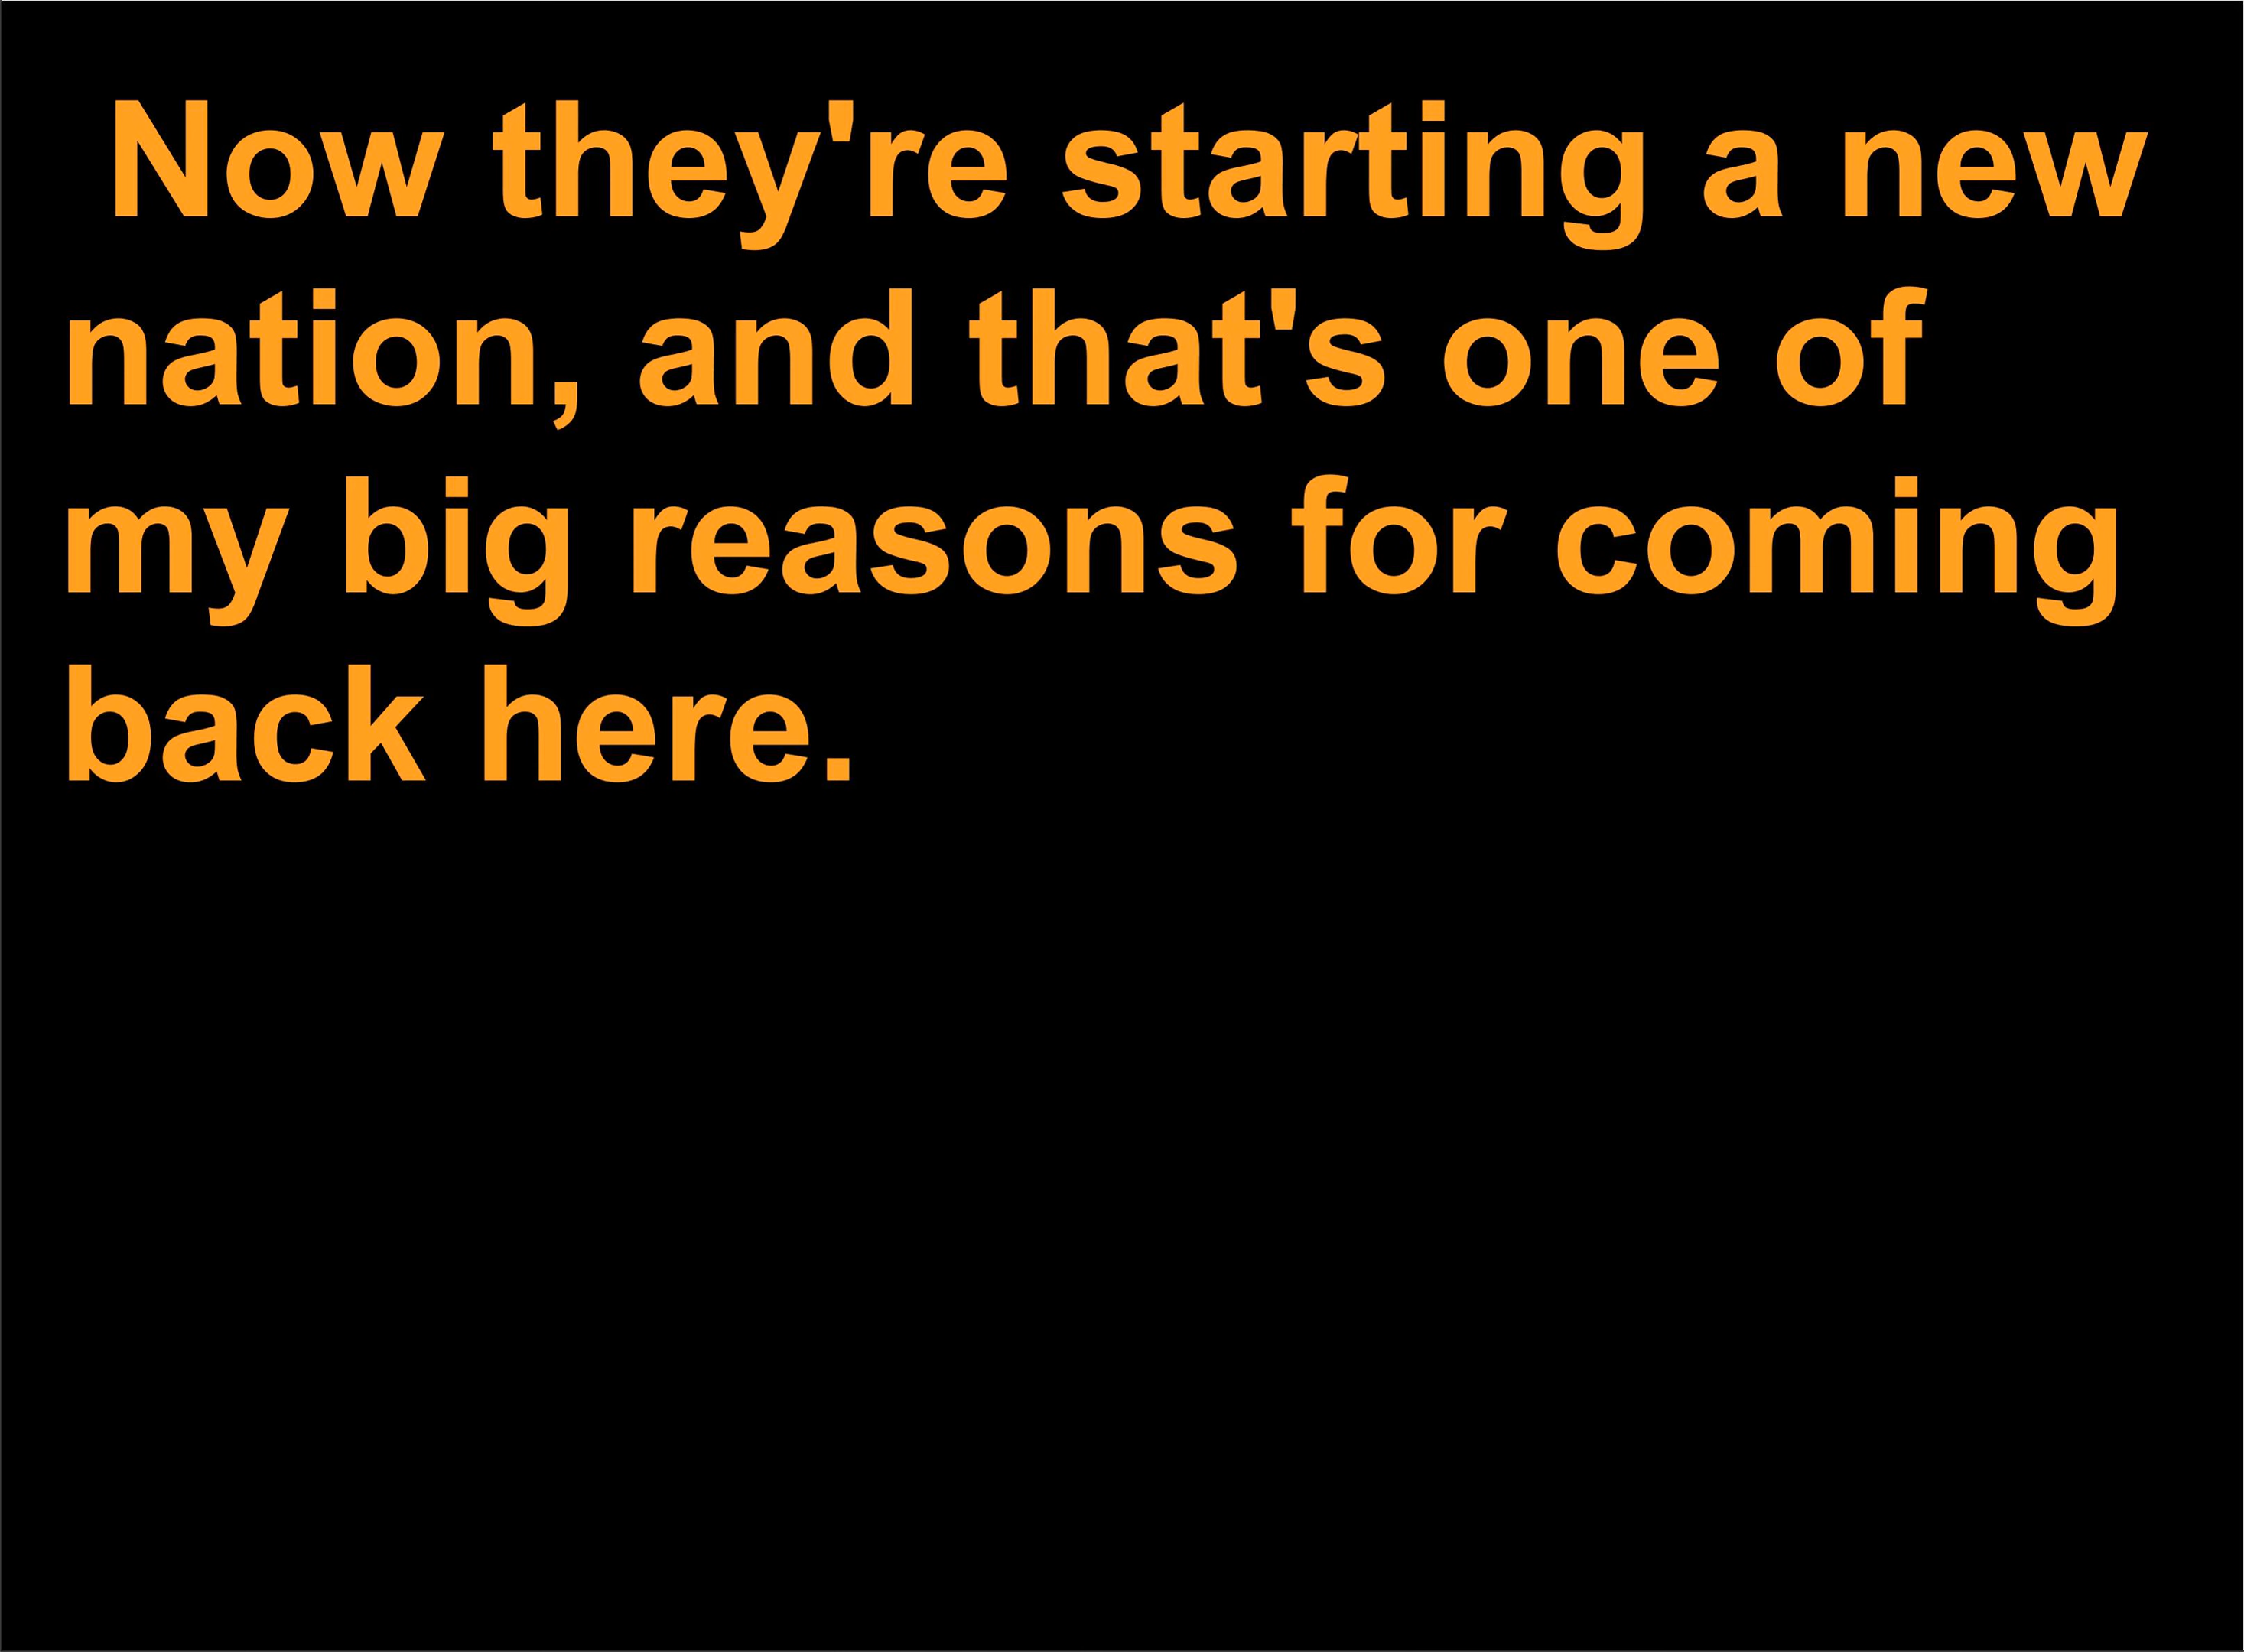 Now they're starting a new
nation, and that's one of
my big reasons for coming
back here.